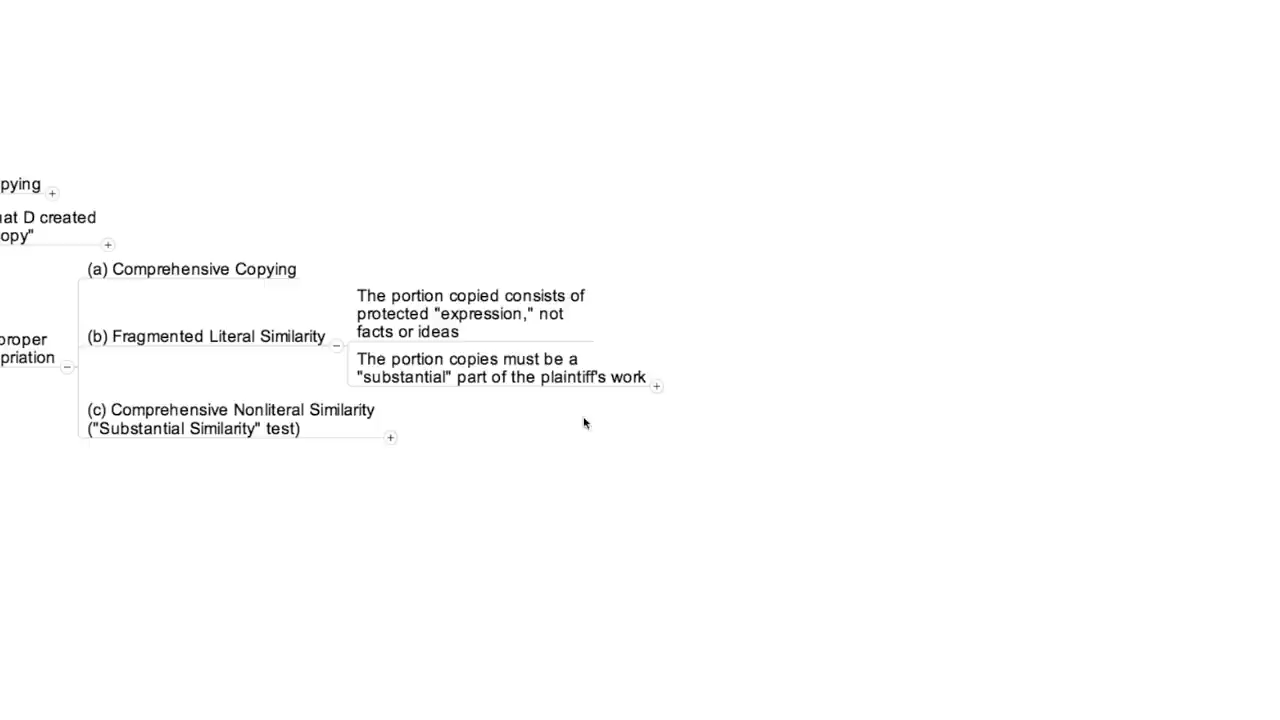 pying
at D created
opy"
(a) Comprehensive Copying
The portion copied consists of
protected "expression," not
facts or ideas
(b) Fragmented Literal Similarity
proper
priation
The portion copies must be a
"substantial" part of the plaintiff's work
(c) Comprehensive Nonliteral Similarity
("Substantial Similarity" test)